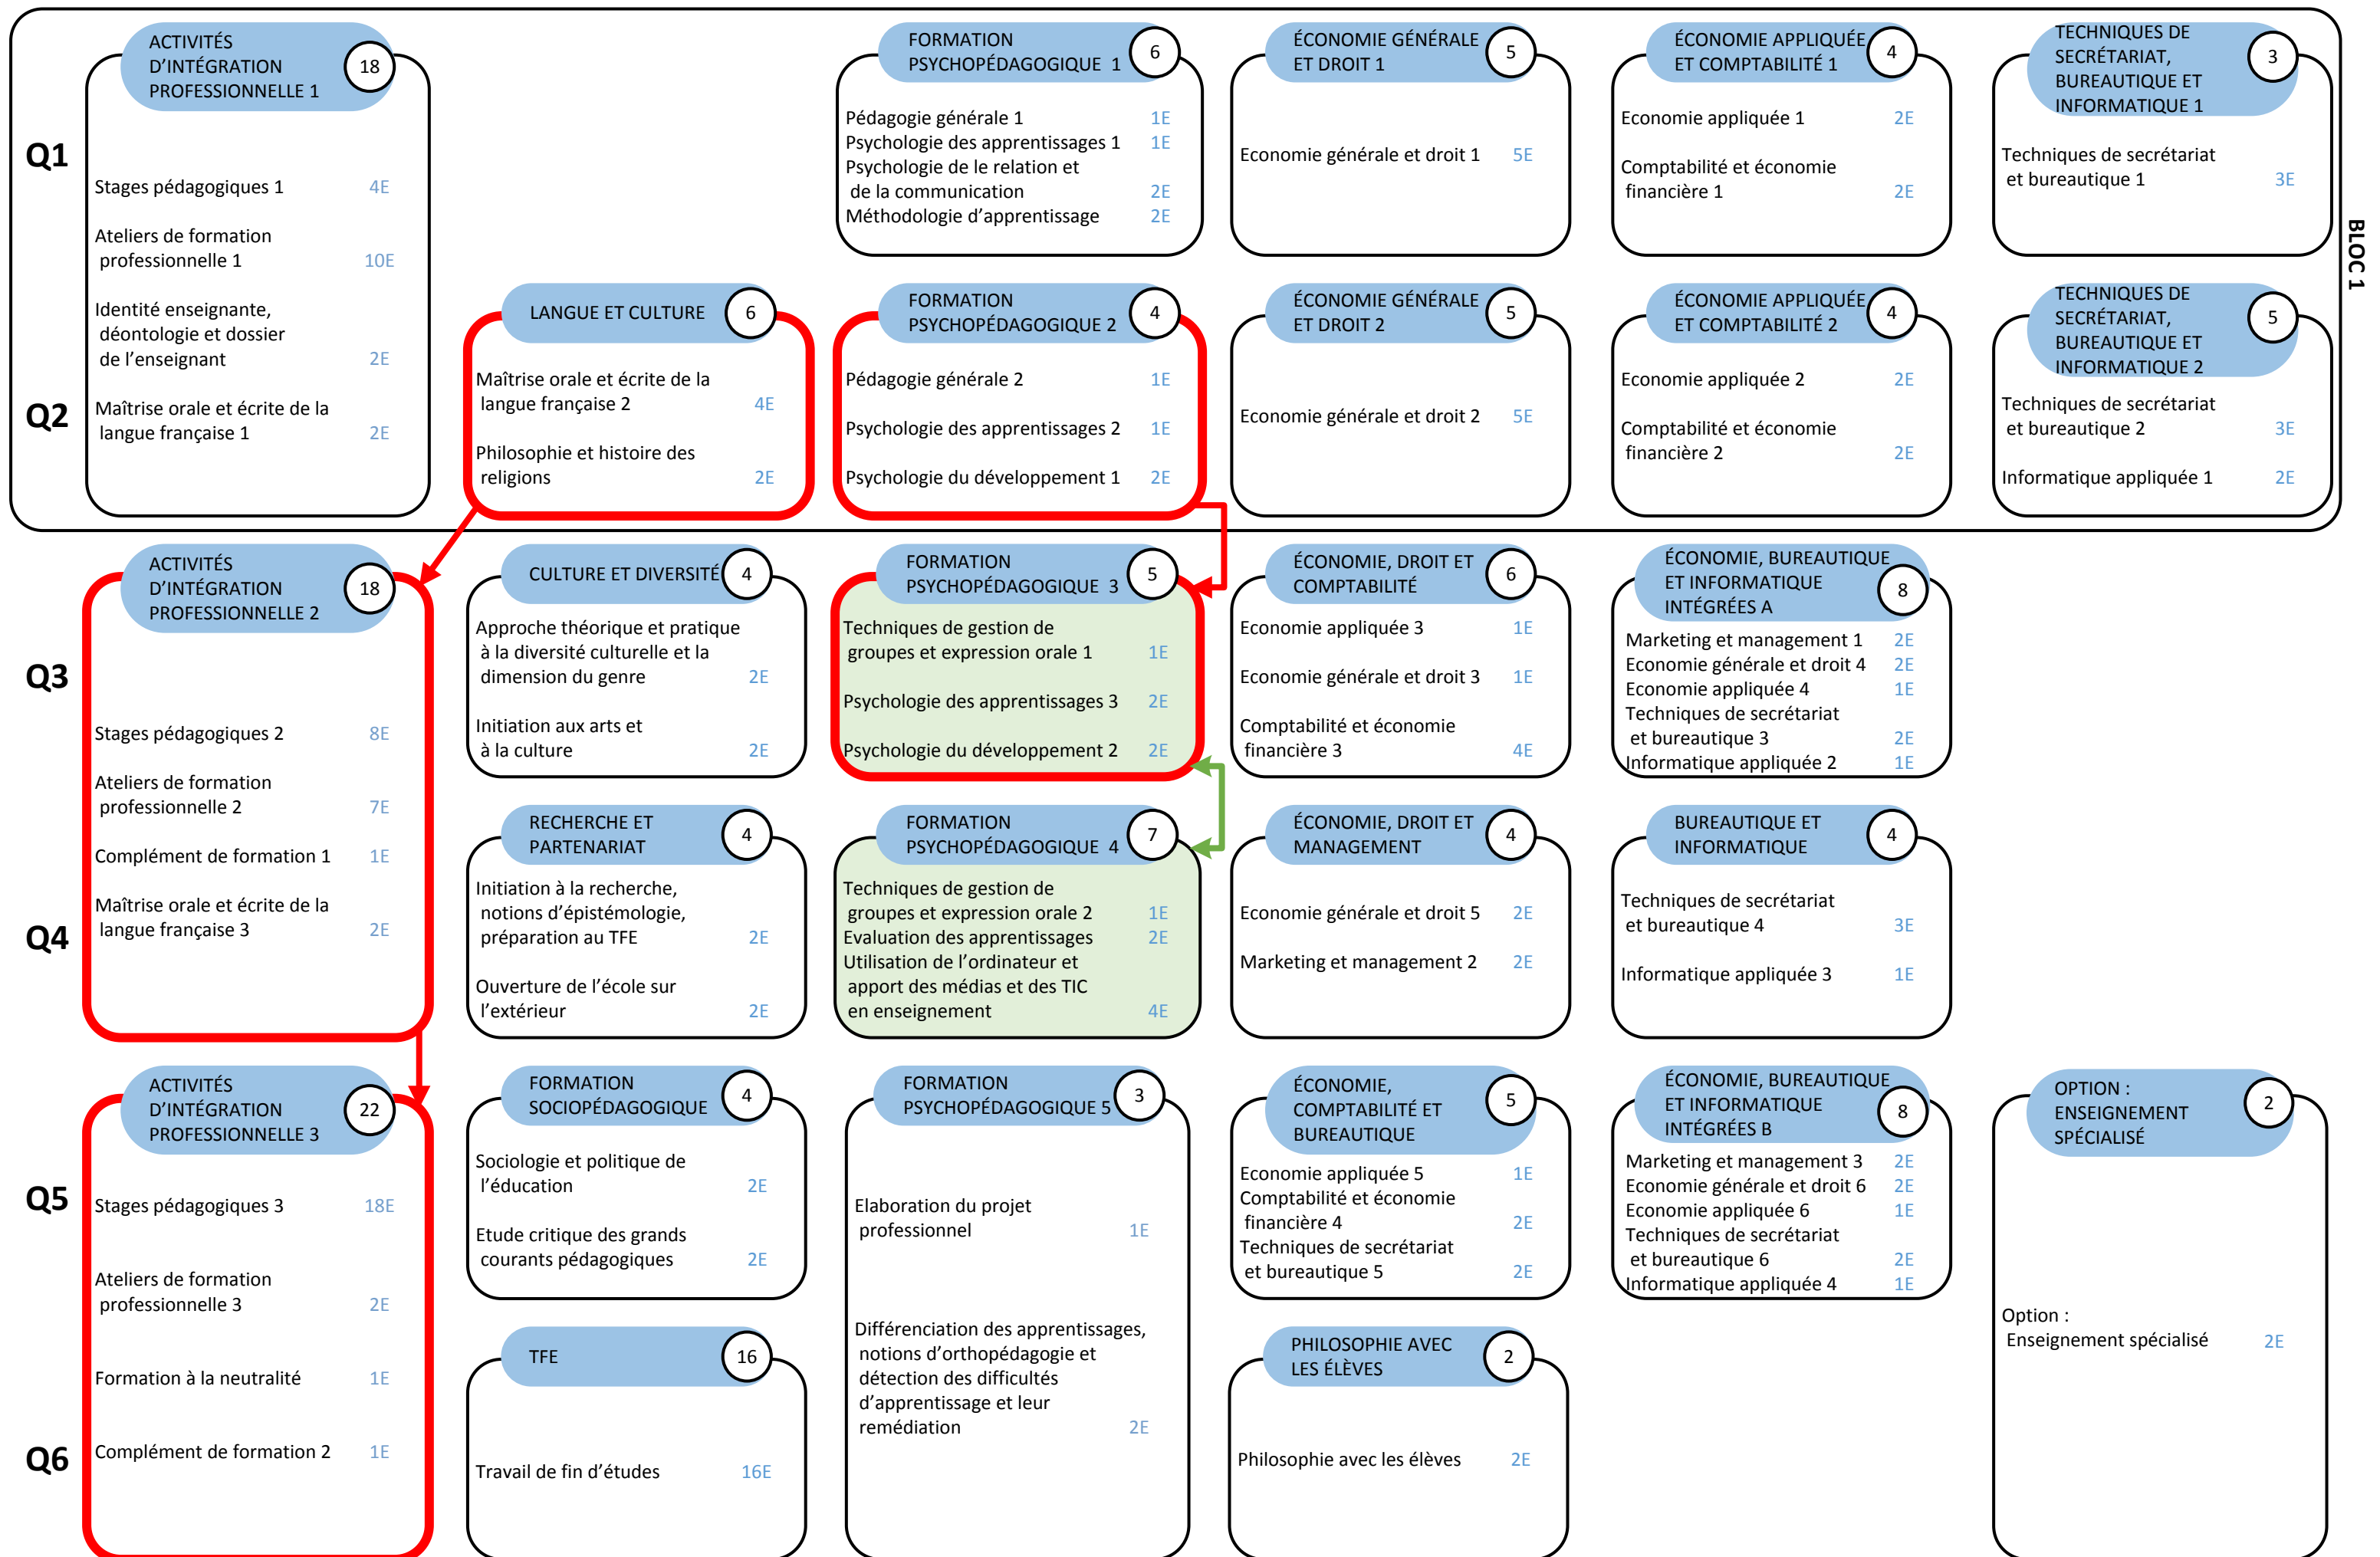 ACTIVITÉS
D'INTÉGRATION
PROFESSIONNELLE 1
18
Stages pédagogiques 1 4E
Ateliers de formation
professionnelle 1 10E
Identité enseignante,
déontologie et dossier
de l'enseignant 2E
Maîtrise orale et écrite de la
langue française 1 2E
Q1
Q2
BLOC 1
FORMATION
PSYCHOPÉDAGOGIQUE 1
6
Pédagogie générale 1 1E
Psychologie des apprentissages 1 1E
Psychologie de le relation et
de la communication 2E
Méthodologie d'apprentissage 2E
ÉCONOMIE GÉNÉRALE
ET DROIT 1
5
Economie générale et droit 1 5E
ÉCONOMIE APPLIQUÉE
ET COMPTABILITÉ 1
4
Economie appliquée 1 2E
Comptabilité et économie
financière 1 2E
TECHNIQUES DE
SECRÉTARIAT,
BUREAUTIQUE ET
INFORMATIQUE 1
3
Techniques de secrétariat
et bureautique 1 3E
LANGUE ET CULTURE
6
Maîtrise orale et écrite de la
langue française 2 4E
Philosophie et histoire des
religions 2E
FORMATION
PSYCHOPÉDAGOGIQUE 2
4
Pédagogie générale 2 1E
Psychologie des apprentissages 2 1E
Psychologie du développement 1 2E
ÉCONOMIE GÉNÉRALE
ET DROIT 2
5
Economie générale et droit 2 5E
ÉCONOMIE APPLIQUÉE
ET COMPTABILITÉ 2
4
Economie appliquée 2 2E
Comptabilité et économie
financière 2 2E
TECHNIQUES DE
SECRÉTARIAT,
BUREAUTIQUE ET
INFORMATIQUE 2
5
Techniques de secrétariat
et bureautique 2 3E
Informatique appliquée 1 2E
Q3
Q4
ACTIVITÉS
D'INTÉGRATION
PROFESSIONNELLE 2
18
Stages pédagogiques 2 8E
Ateliers de formation
professionnelle 2 7E
Complément de formation 1 1E
Maîtrise orale et écrite de la
langue française 3 2E
CULTURE ET DIVERSITÉ
4
Approche théorique et pratique
à la diversité culturelle et la
dimension du genre 2E
Initiation aux arts et
à la culture 2E
FORMATION
PSYCHOPÉDAGOGIQUE 3
5
Techniques de gestion de
groupes et expression orale 1 1E
Psychologie des apprentissages 3 2E
Psychologie du développement 2 2E
ÉCONOMIE, DROIT ET
COMPTABILITÉ
6
Economie appliquée 3 1E
Economie générale et droit 3 1E
Comptabilité et économie
financière 3 4E
ÉCONOMIE, BUREAUTIQUE
ET INFORMATIQUE
INTÉGRÉES A
8
Marketing et management 1 2E
Economie générale et droit 4 2E
Economie appliquée 4 1E
Techniques de secrétariat
et bureautique 3 2E
Informatique appliquée 2 1E
RECHERCHE ET
PARTENARIAT
4
Initiation à la recherche,
notions d'épistémologie,
préparation au TFE 2E
Ouverture de l'école sur
l'extérieur 2E
FORMATION
PSYCHOPÉDAGOGIQUE 4
7
Techniques de gestion de
groupes et expression orale 2 1E
Evaluation des apprentissages 2E
Utilisation de l'ordinateur et
apport des médias et des TIC
en enseignement 4E
ÉCONOMIE, DROIT ET
MANAGEMENT
4
Economie générale et droit 5 2E
Marketing et management 2 2E
BUREAUTIQUE ET
INFORMATIQUE
4
Techniques de secrétariat
et bureautique 4 3E
Informatique appliquée 3 1E
Q5
Q6
ACTIVITÉS
D'INTÉGRATION
PROFESSIONNELLE 3
22
Stages pédagogiques 3 18E
Ateliers de formation
professionnelle 3 2E
Formation à la neutralité 1E
Complément de formation 2 1E
FORMATION
SOCIOPÉDAGOGIQUE
4
Sociologie et politique de
l'éducation 2E
Etude critique des grands
courants pédagogiques 2E
FORMATION
PSYCHOPÉDAGOGIQUE 5
3
Elaboration du projet
professionnel 1E
Différenciation des apprentissages,
notions d'orthopédagogie et
détection des difficultés
d'apprentissage et leur
remédiation 2E
ÉCONOMIE,
COMPTABILITÉ ET
BUREAUTIQUE
5
Economie appliquée 5 1E
Comptabilité et économie
financière 4 2E
Techniques de secrétariat
et bureautique 5 2E
ÉCONOMIE, BUREAUTIQUE
ET INFORMATIQUE
INTÉGRÉES B
8
Marketing et management 3 2E
Economie générale et droit 6 2E
Economie appliquée 6 1E
Techniques de secrétariat
et bureautique 6 2E
Informatique appliquée 4 1E
OPTION :
ENSEIGNEMENT
SPÉCIALISÉ
2
Option :
Enseignement spécialisé 2E
TFE
16
Travail de fin d'études 16E
PHILOSOPHIE AVEC
LES ÉLÈVES
2
Philosophie avec les élèves 2E